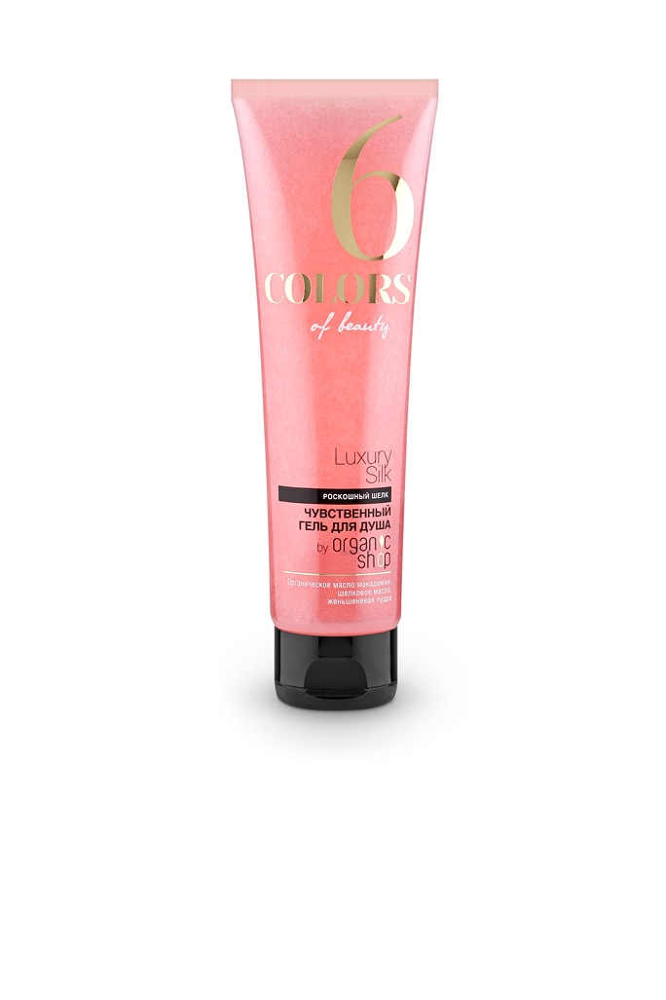 6
COLORS
of beauty
Luxury
Silk
РОСКОШНЫЙ ШЕЛК
ЧУВСТВЕННЫЙ
ГЕЛЬ ДЛЯ ДУША
by organic
shop
Органическое масло макадамии,
шелковое масло,
женьшеневая пудра